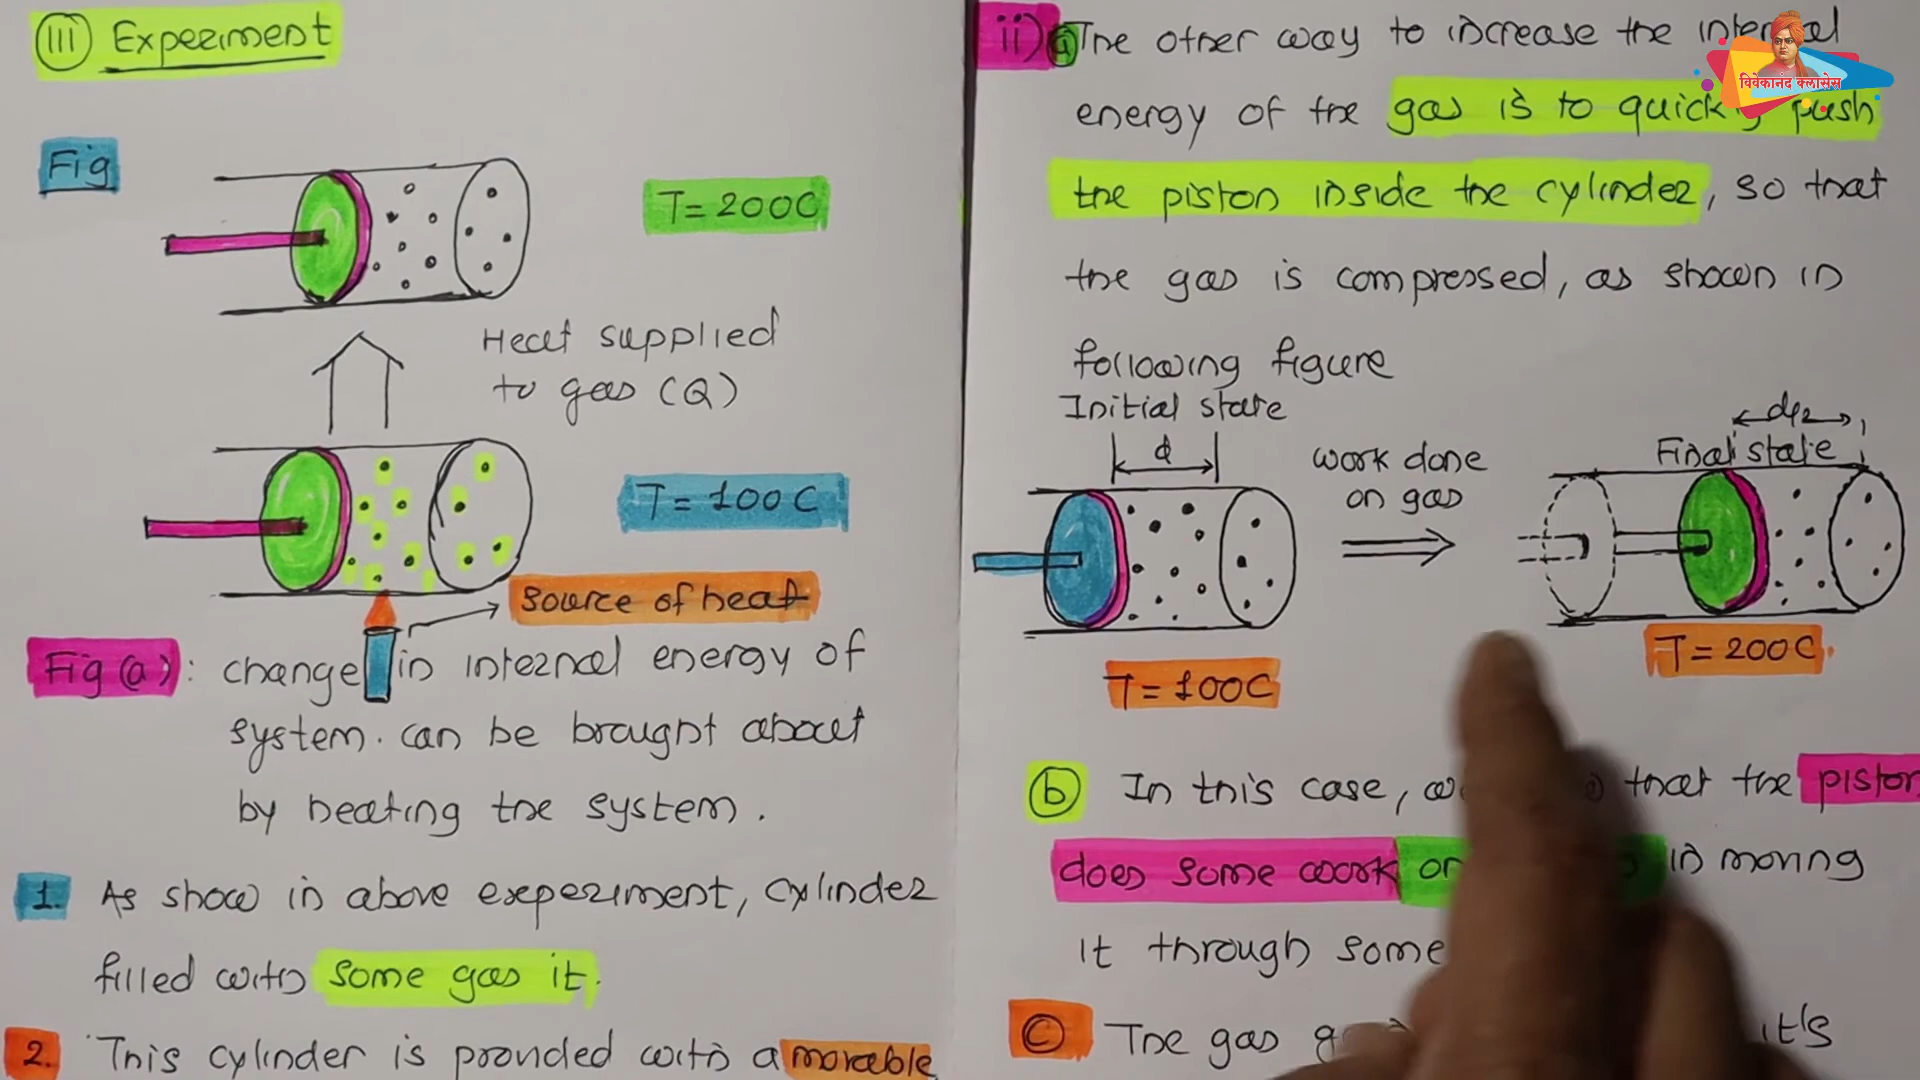 (iii) Experiment
Fig
T = 200C
Heat supplied
to gas (Q)
T = 100C
Source of heat
Fig (a) : change in internal energy of
system. can be brought about
by heating the system.
1. As show in above experiment, cylinder
filled with some gas it.
2. This cylinder is provided with a movable
ii) a The other way to increase the internal
energy of the gas is to quickly push
the piston inside the cylinder, so that
the gas is compressed, as shown in
following figure
Initial state
d
work done
on gas
Final state
T = 100C
T = 200C.
b In this case, that the piston
does some work on in moving
it through some
c The gas it's
विवेकानंद क्लासेस